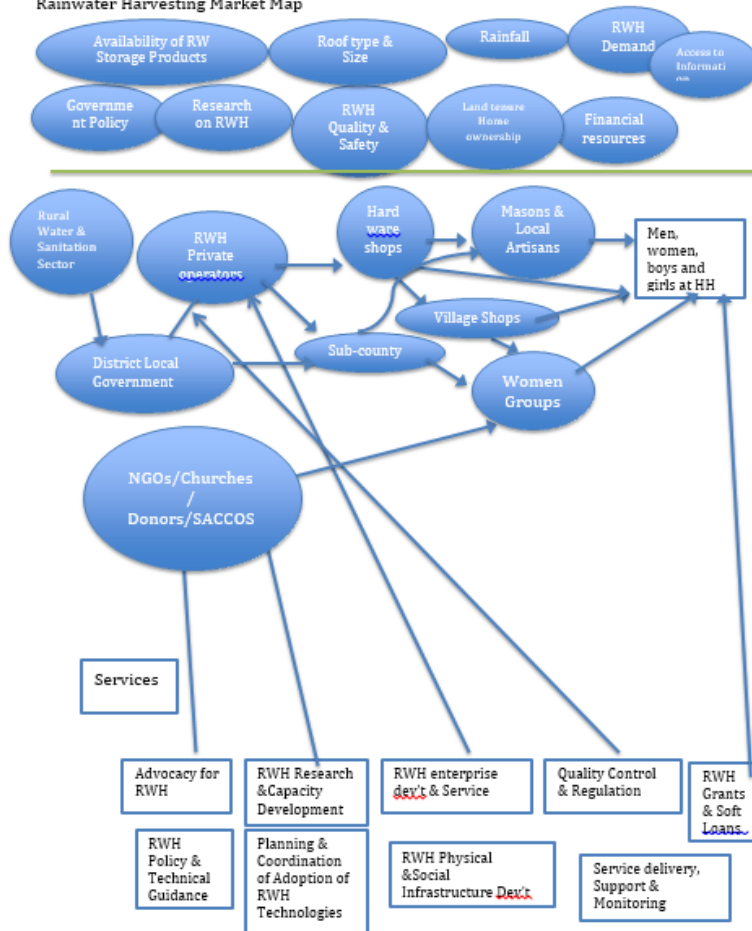 Rainwater Harvesting Market Map
Availability of RW
Storage Products
Roof type &
Size
Rainfall
RWH
Demand
Access to
Informati
on
Governme
nt Policy
Research
on RWH
RWH
Quality &
Safety
Land tensure
Home
ownership
Financial
resources
Rural
Water &
Sanitation
Sector
RWH
Private
operators
Hard
ware
shops
Masons &
Local
Artisans
Men,
women,
boys and
girls at HH
Village Shops
District Local
Government
Sub-county
Women
Groups
NGOs/Churches
/
Donors/SACCOS
Services
Advocacy for
RWH
RWH Research
&Capacity
Development
RWH enterprise
dev't & Service
Quality Control
& Regulation
RWH
Grants
& Soft
Loans
RWH
Policy &
Technical
Guidance
Planning &
Coordination
of Adoption of
RWH
Technologies
RWH Physical
&Social
Infrastructure Dev't
Service delivery,
Support &
Monitoring